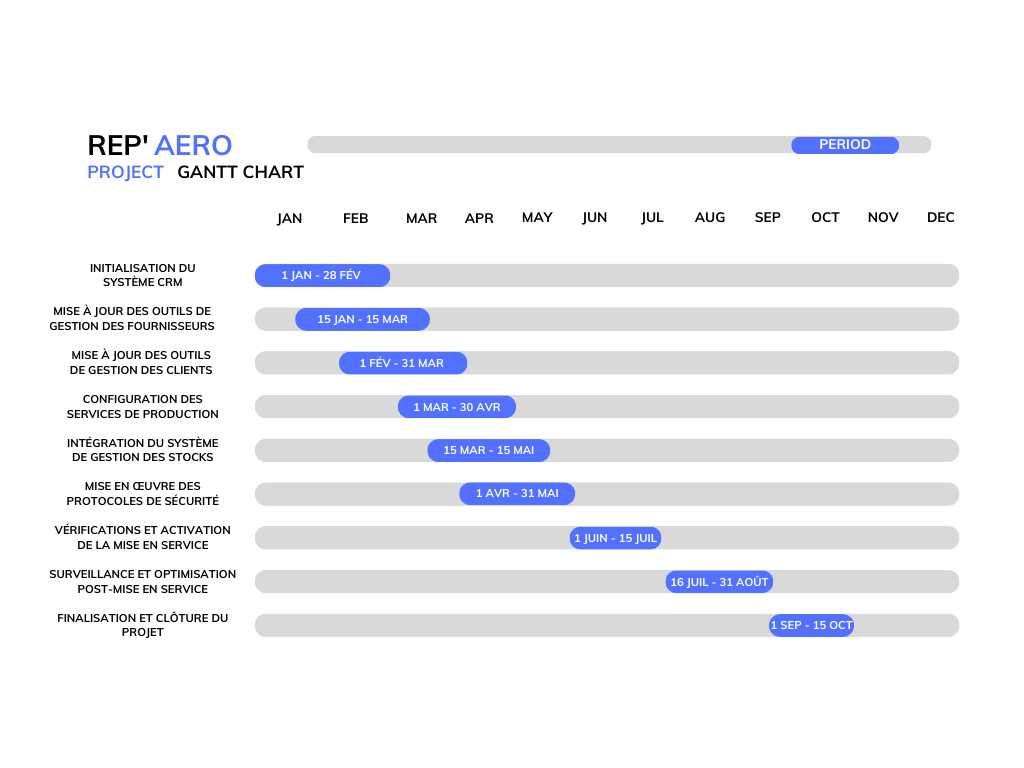 REP' AERO
PERIOD
PROJECT GANTT CHART
JAN FEB MAR APR MAY JUN JUL AUG SEP OCT NOV DEC
INITIALISATION DU
SYSTÈME CRM
1 JAN - 28 FÉV
MISE À JOUR DES OUTILS DE
GESTION DES FOURNISSEURS
15 JAN - 15 MAR
MISE À JOUR DES OUTILS
DE GESTION DES CLIENTS
1 FÉV - 31 MAR
CONFIGURATION DES
SERVICES DE PRODUCTION
1 MAR - 30 AVR
INTÉGRATION DU SYSTÈME
DE GESTION DES STOCKS
15 MAR - 15 MAI
MISE EN ŒUVRE DES
PROTOCOLES DE SÉCURITÉ
1 AVR - 31 MAI
VÉRIFICATIONS ET ACTIVATION
DE LA MISE EN SERVICE
1 JUIN - 15 JUIL
SURVEILLANCE ET OPTIMISATION
POST-MISE EN SERVICE
16 JUIL - 31 AOÛT
FINALISATION ET CLÔTURE DU
PROJET
1 SEP - 15 OCT